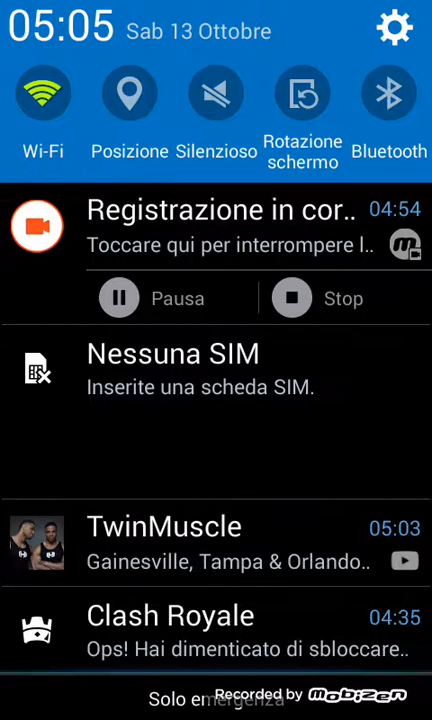 05:05 Sab 13 Ottobre
Wi-Fi Posizione Silenzioso Rotazione schermo Bluetooth
Registrazione in cor.. 04:54
Toccare qui per interrompere l..
Pausa Stop
Nessuna SIM
Inserite una scheda SIM.
TwinMuscle 05:03
Gainesville, Tampa & Orlando..
Clash Royale 04:35
Ops! Hai dimenticato di sbloccare..
Solo emergenza
Recorded by mobizen